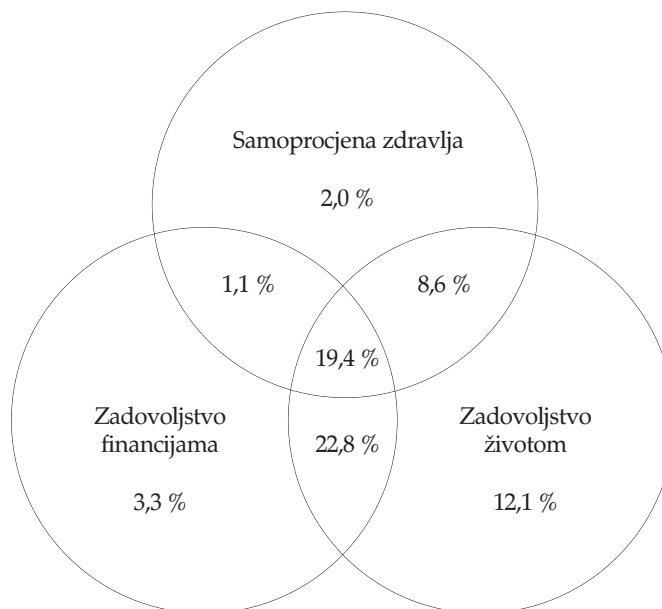 Samoprocjena zdravlja
2,0 %
1,1 %
8,6 %
19,4 %
Zadovoljstvo
financijama
3,3 %
22,8 %
Zadovoljstvo
životom
12,1 %